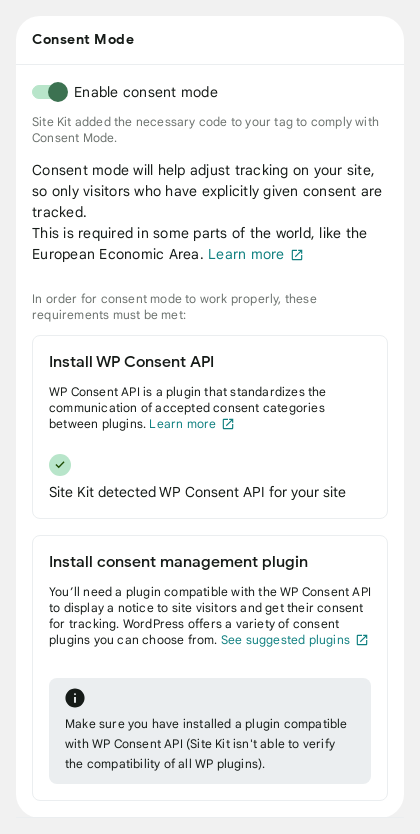 Consent Mode
Enable consent mode
Site Kit added the necessary code to your tag to comply with
Consent Mode.
Consent mode will help adjust tracking on your site,
so only visitors who have explicitly given consent are
tracked.
This is required in some parts of the world, like the
European Economic Area. Learn more
In order for consent mode to work properly, these
requirements must be met:
Install WP Consent API
WP Consent API is a plugin that standardizes the
communication of accepted consent categories
between plugins. Learn more
Site Kit detected WP Consent API for your site
Install consent management plugin
You’ll need a plugin compatible with the WP Consent API
to display a notice to site visitors and get their consent
for tracking. WordPress offers a variety of consent
plugins you can choose from. See suggested plugins
Make sure you have installed a plugin compatible
with WP Consent API (Site Kit isn't able to verify
the compatibility of all WP plugins).